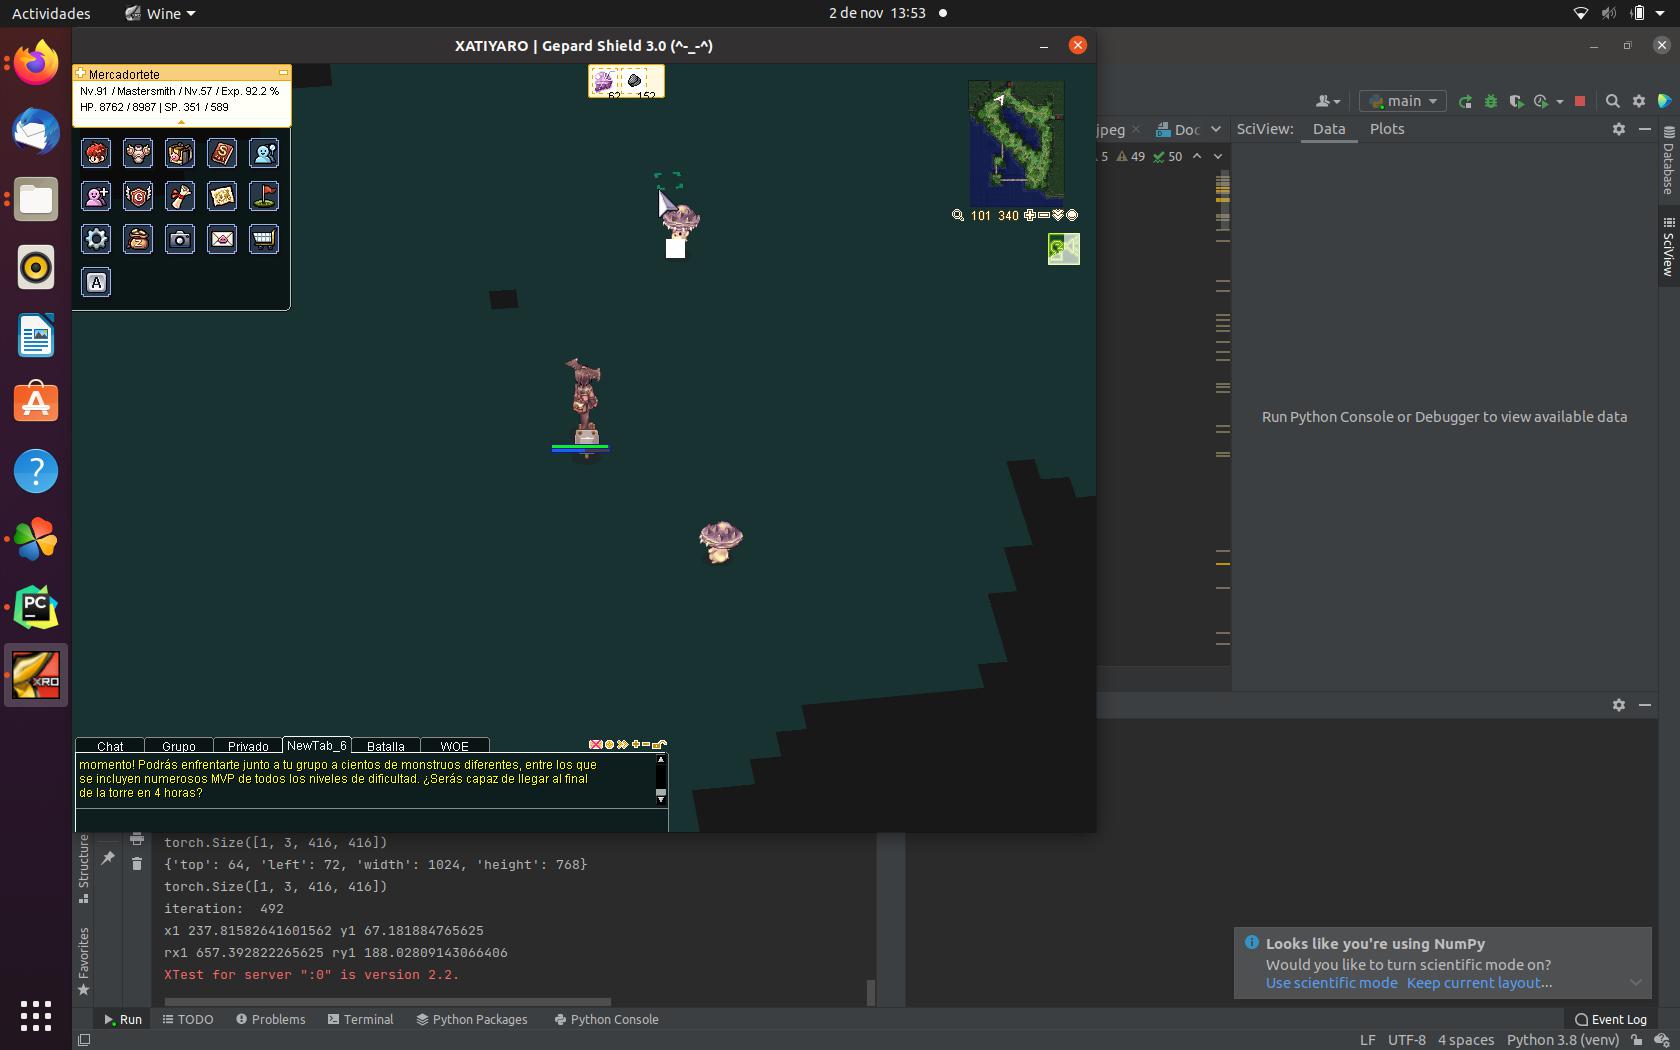 Actividades
Wine
2 de nov 13:53
XATIYARO | Gepard Shield 3.0 (^-_-^)
Mercadortete
Nv.91 / Mastersmith / Nv.57 / Exp. 92.2 %
HP. 8762 / 8987 | SP. 351 / 589
62 152
101 340
A
XRO
PC
main
jpeg
Doc
SciView: Data Plots
5 49 50
Database
SciView
Run Python Console or Debugger to view available data
Chat Grupo Privado NewTab_6 Batalla WOE
momento! Podrás enfrentarte junto a tu grupo a cientos de monstruos diferentes, entre los que
se incluyen numerosos MVP de todos los niveles de dificultad. ¿Serás capaz de llegar al final
de la torre en 4 horas?
Structure
Favorites
torch.Size([1, 3, 416, 416])
{'top': 64, 'left': 72, 'width': 1024, 'height': 768}
torch.Size([1, 3, 416, 416])
iteration:  492
x1 237.81582641601562 y1 67.181884765625
rx1 657.392822265625 ry1 188.02809143066406
XTest for server ":0" is version 2.2.
Looks like you're using NumPy
Would you like to turn scientific mode on?
Use scientific mode Keep current layout...
Run TODO Problems Terminal Python Packages Python Console Event Log
LF UTF-8 4 spaces Python 3.8 (venv)